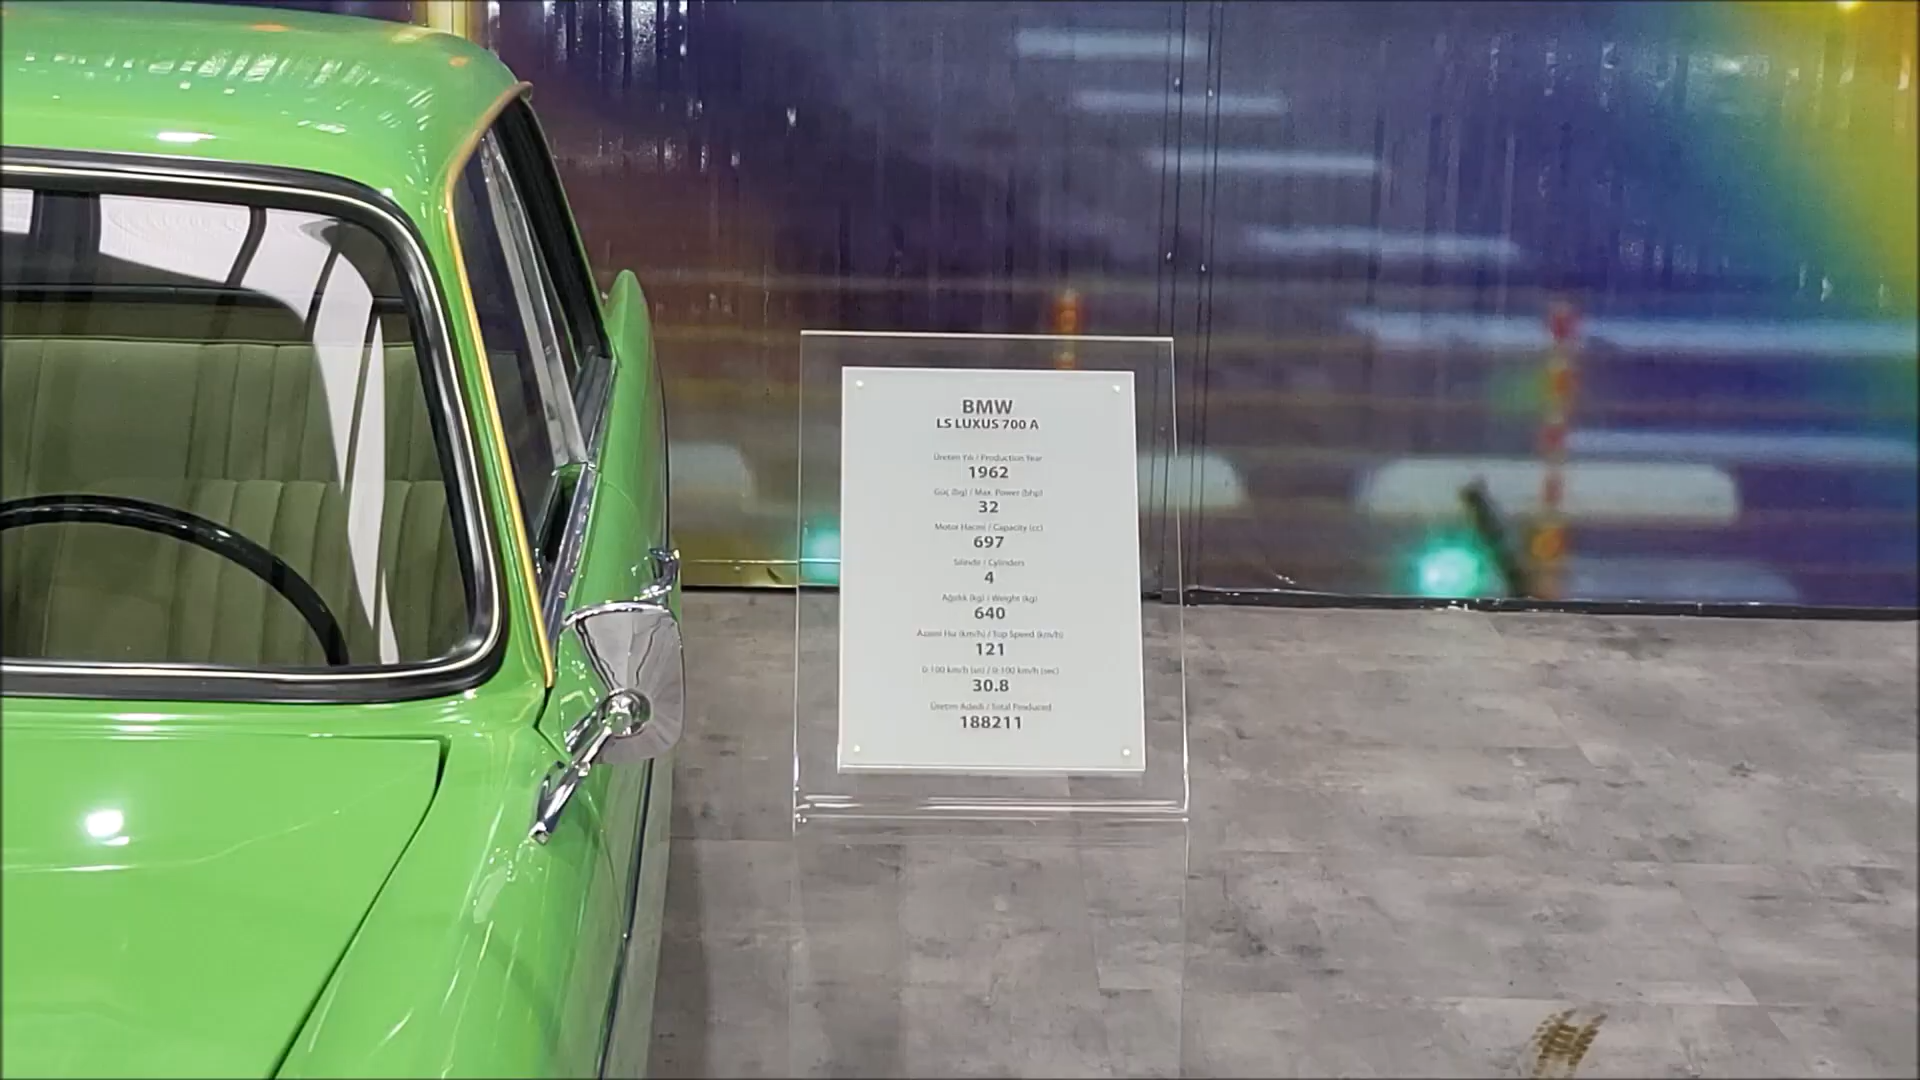 BMW
LS LUXUS 700 A
Üretim Yılı / Production Year
1962
Güç (bg) / Max. Power (bhp)
32
Motor Hacmi / Capacity (cc)
697
Silindir / Cylinders
4
Ağırlık (kg) / Weight (kg)
640
Azami Hız (km/h) / Top Speed (km/h)
121
0-100 km/h (sn) / 0-100 km/h (sec)
30.8
Üretim Adedi / Total Produced
188211